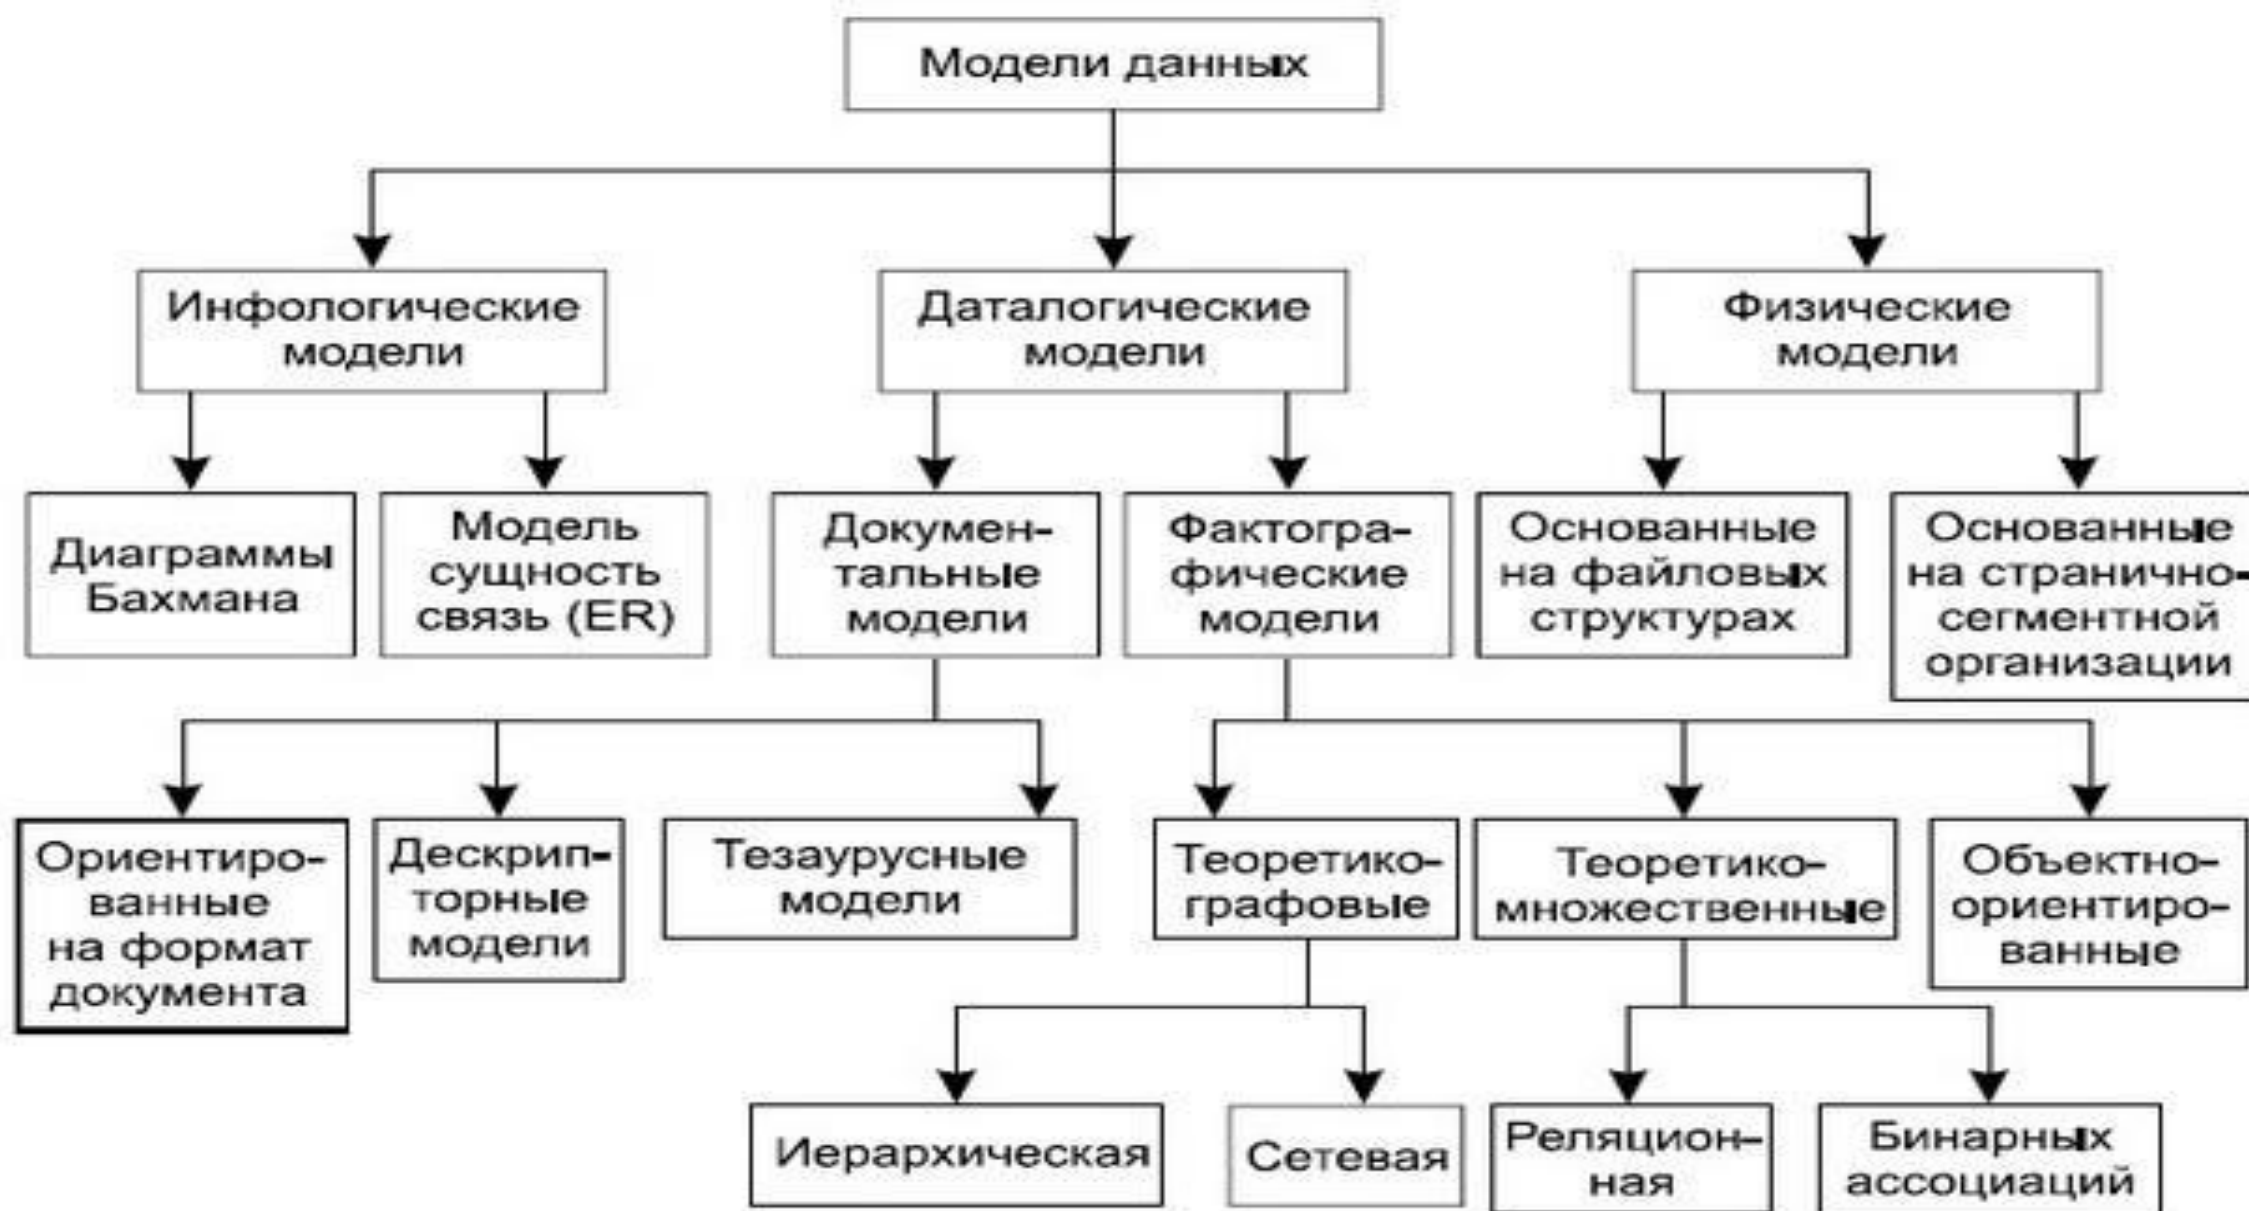 Модели данных
Инфологические
модели
Даталогические
модели
Физические
модели
Диаграммы
Бахмана
Модель
сущность
связь (ER)
Докумен-
тальные
модели
Фактогра-
фические
модели
Основанные
на файловых
структурах
Основанные
на странично-
сегментной
организации
Ориентиро-
ванные
на формат
документа
Дескрип-
торные
модели
Тезаурусные
модели
Теоретико-
графовые
Теоретико-
множественные
Объектно-
ориентиро-
ванные
Иерархическая
Сетевая
Реляцион-
ная
Бинарных
ассоциаций